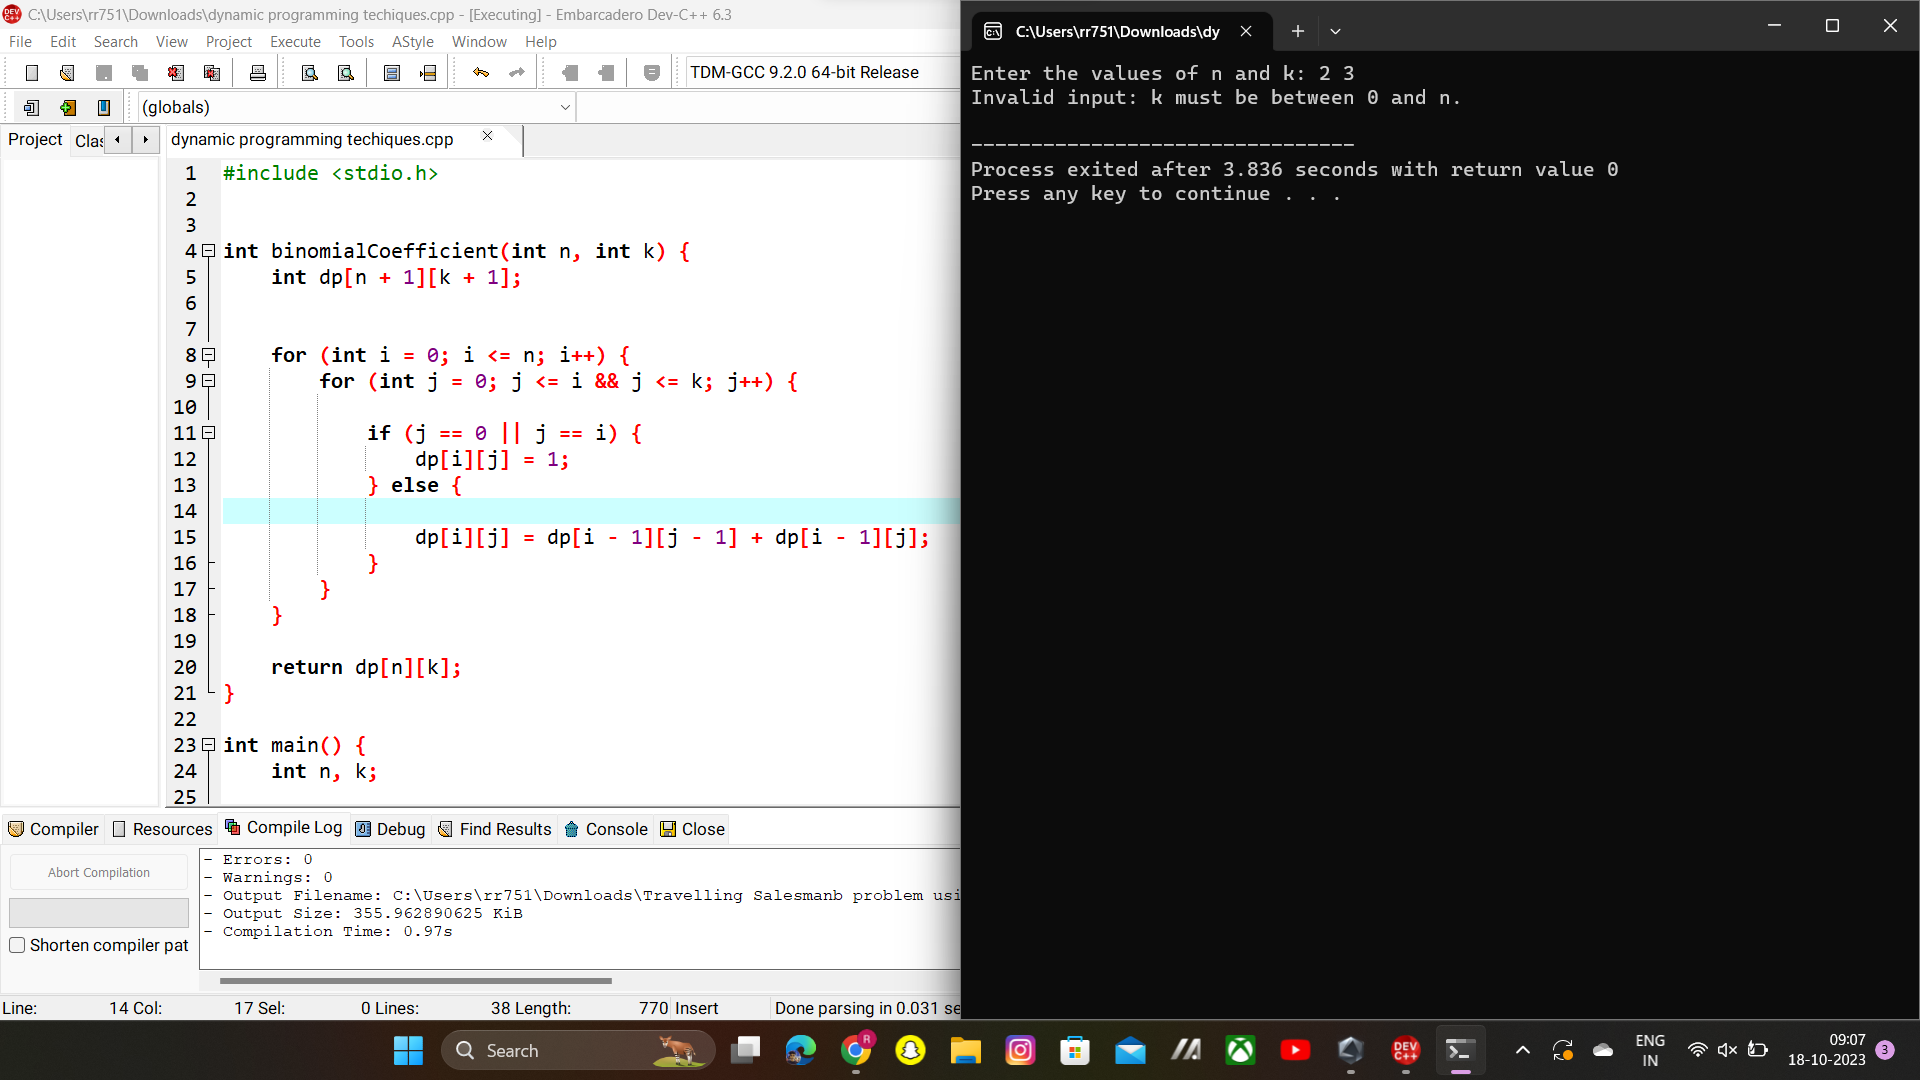 C:\Users\rr751\Downloads\dynamic programming techiques.cpp - [Executing] - Embarcadero Dev-C++ 6.3
File Edit Search View Project Execute Tools AStyle Window Help
TDM-GCC 9.2.0 64-bit Release
(globals)
Project Clas
dynamic programming techiques.cpp
1 #include <stdio.h>
2
3
4 int binomialCoefficient(int n, int k) {
5 int dp[n + 1][k + 1];
6
7
8 for (int i = 0; i <= n; i++) {
9 for (int j = 0; j <= i && j <= k; j++) {
10
11 if (j == 0 || j == i) {
12 dp[i][j] = 1;
13 } else {
14
15 dp[i][j] = dp[i - 1][j - 1] + dp[i - 1][j];
16 }
17 }
18 }
19
20 return dp[n][k];
21 }
22
23 int main() {
24 int n, k;
25
Compiler Resources Compile Log Debug Find Results Console Close
Abort Compilation
Shorten compiler pat
- Errors: 0
- Warnings: 0
- Output Filename: C:\Users\rr751\Downloads\Travelling Salesmanb problem usi
- Output Size: 355.962890625 KiB
- Compilation Time: 0.97s
Line: 14 Col: 17 Sel: 0 Lines: 38 Length: 770 Insert Done parsing in 0.031 se
C:\Users\rr751\Downloads\dy
Enter the values of n and k: 2 3
Invalid input: k must be between 0 and n.
--------------------------------
Process exited after 3.836 seconds with return value 0
Press any key to continue . . .
Search
R
DEV C++
ENG
IN
09:07
18-10-2023
3